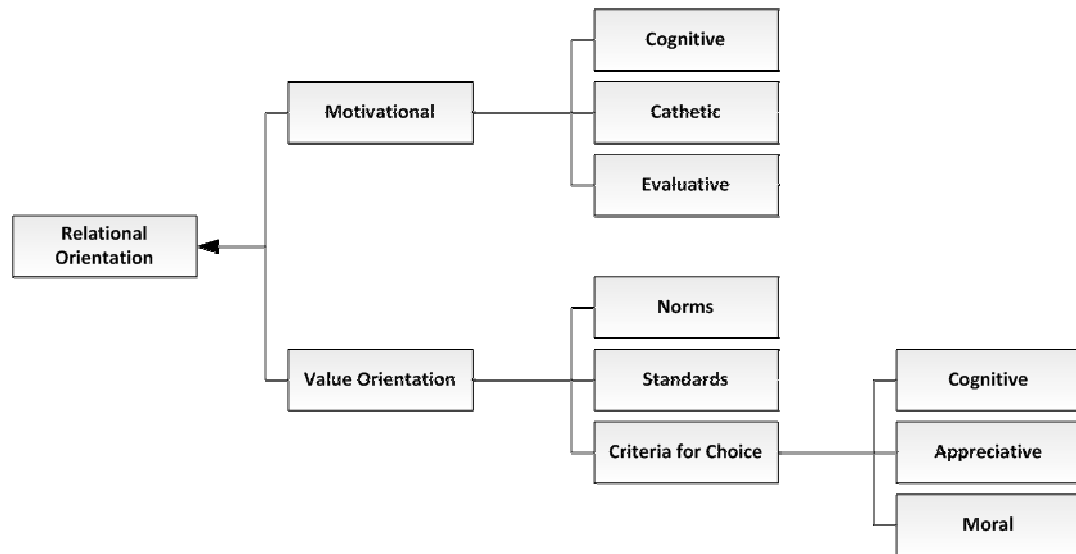 Cognitive
Motivational
Cathetic
Evaluative
Relational
Orientation
Norms
Value Orientation
Standards
Cognitive
Criteria for Choice
Appreciative
Moral